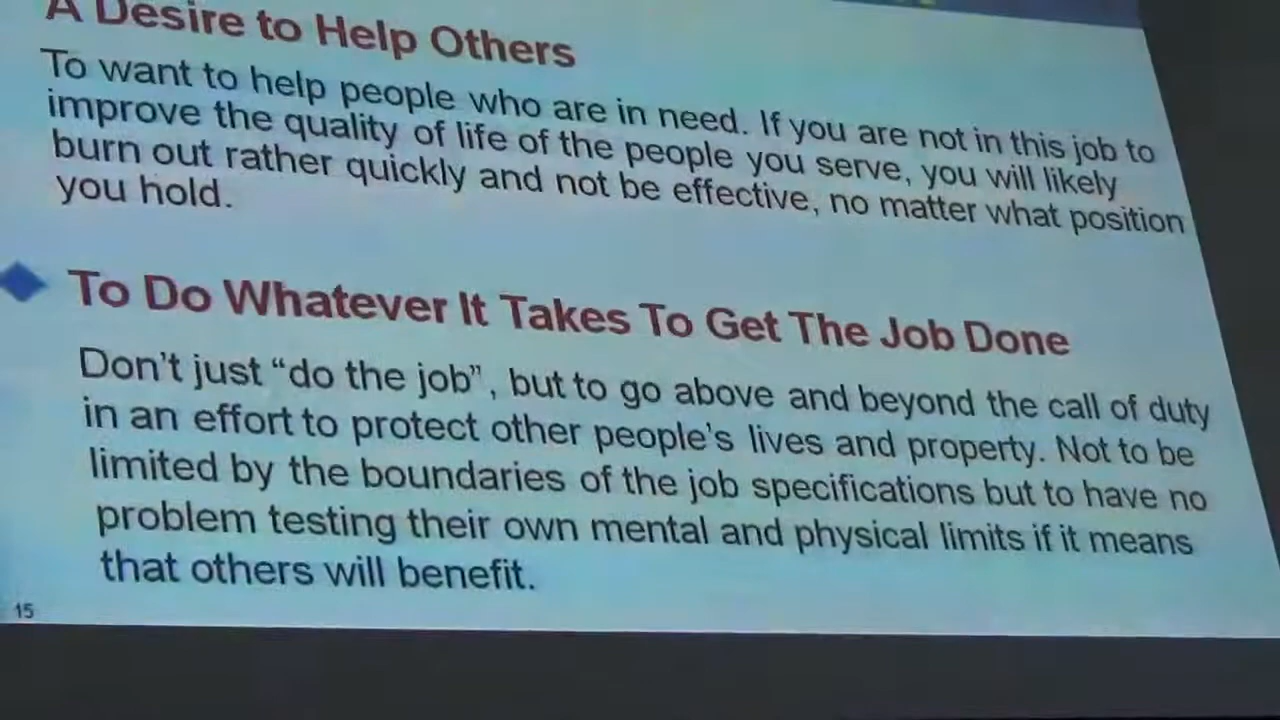 A Desire to Help Others
To want to help people who are in need. If you are not in this job to
improve the quality of life of the people you serve, you will likely
burn out rather quickly and not be effective, no matter what position
you hold.
To Do Whatever It Takes To Get The Job Done
Don't just “do the job”, but to go above and beyond the call of duty
in an effort to protect other people's lives and property. Not to be
limited by the boundaries of the job specifications but to have no
problem testing their own mental and physical limits if it means
that others will benefit.
15